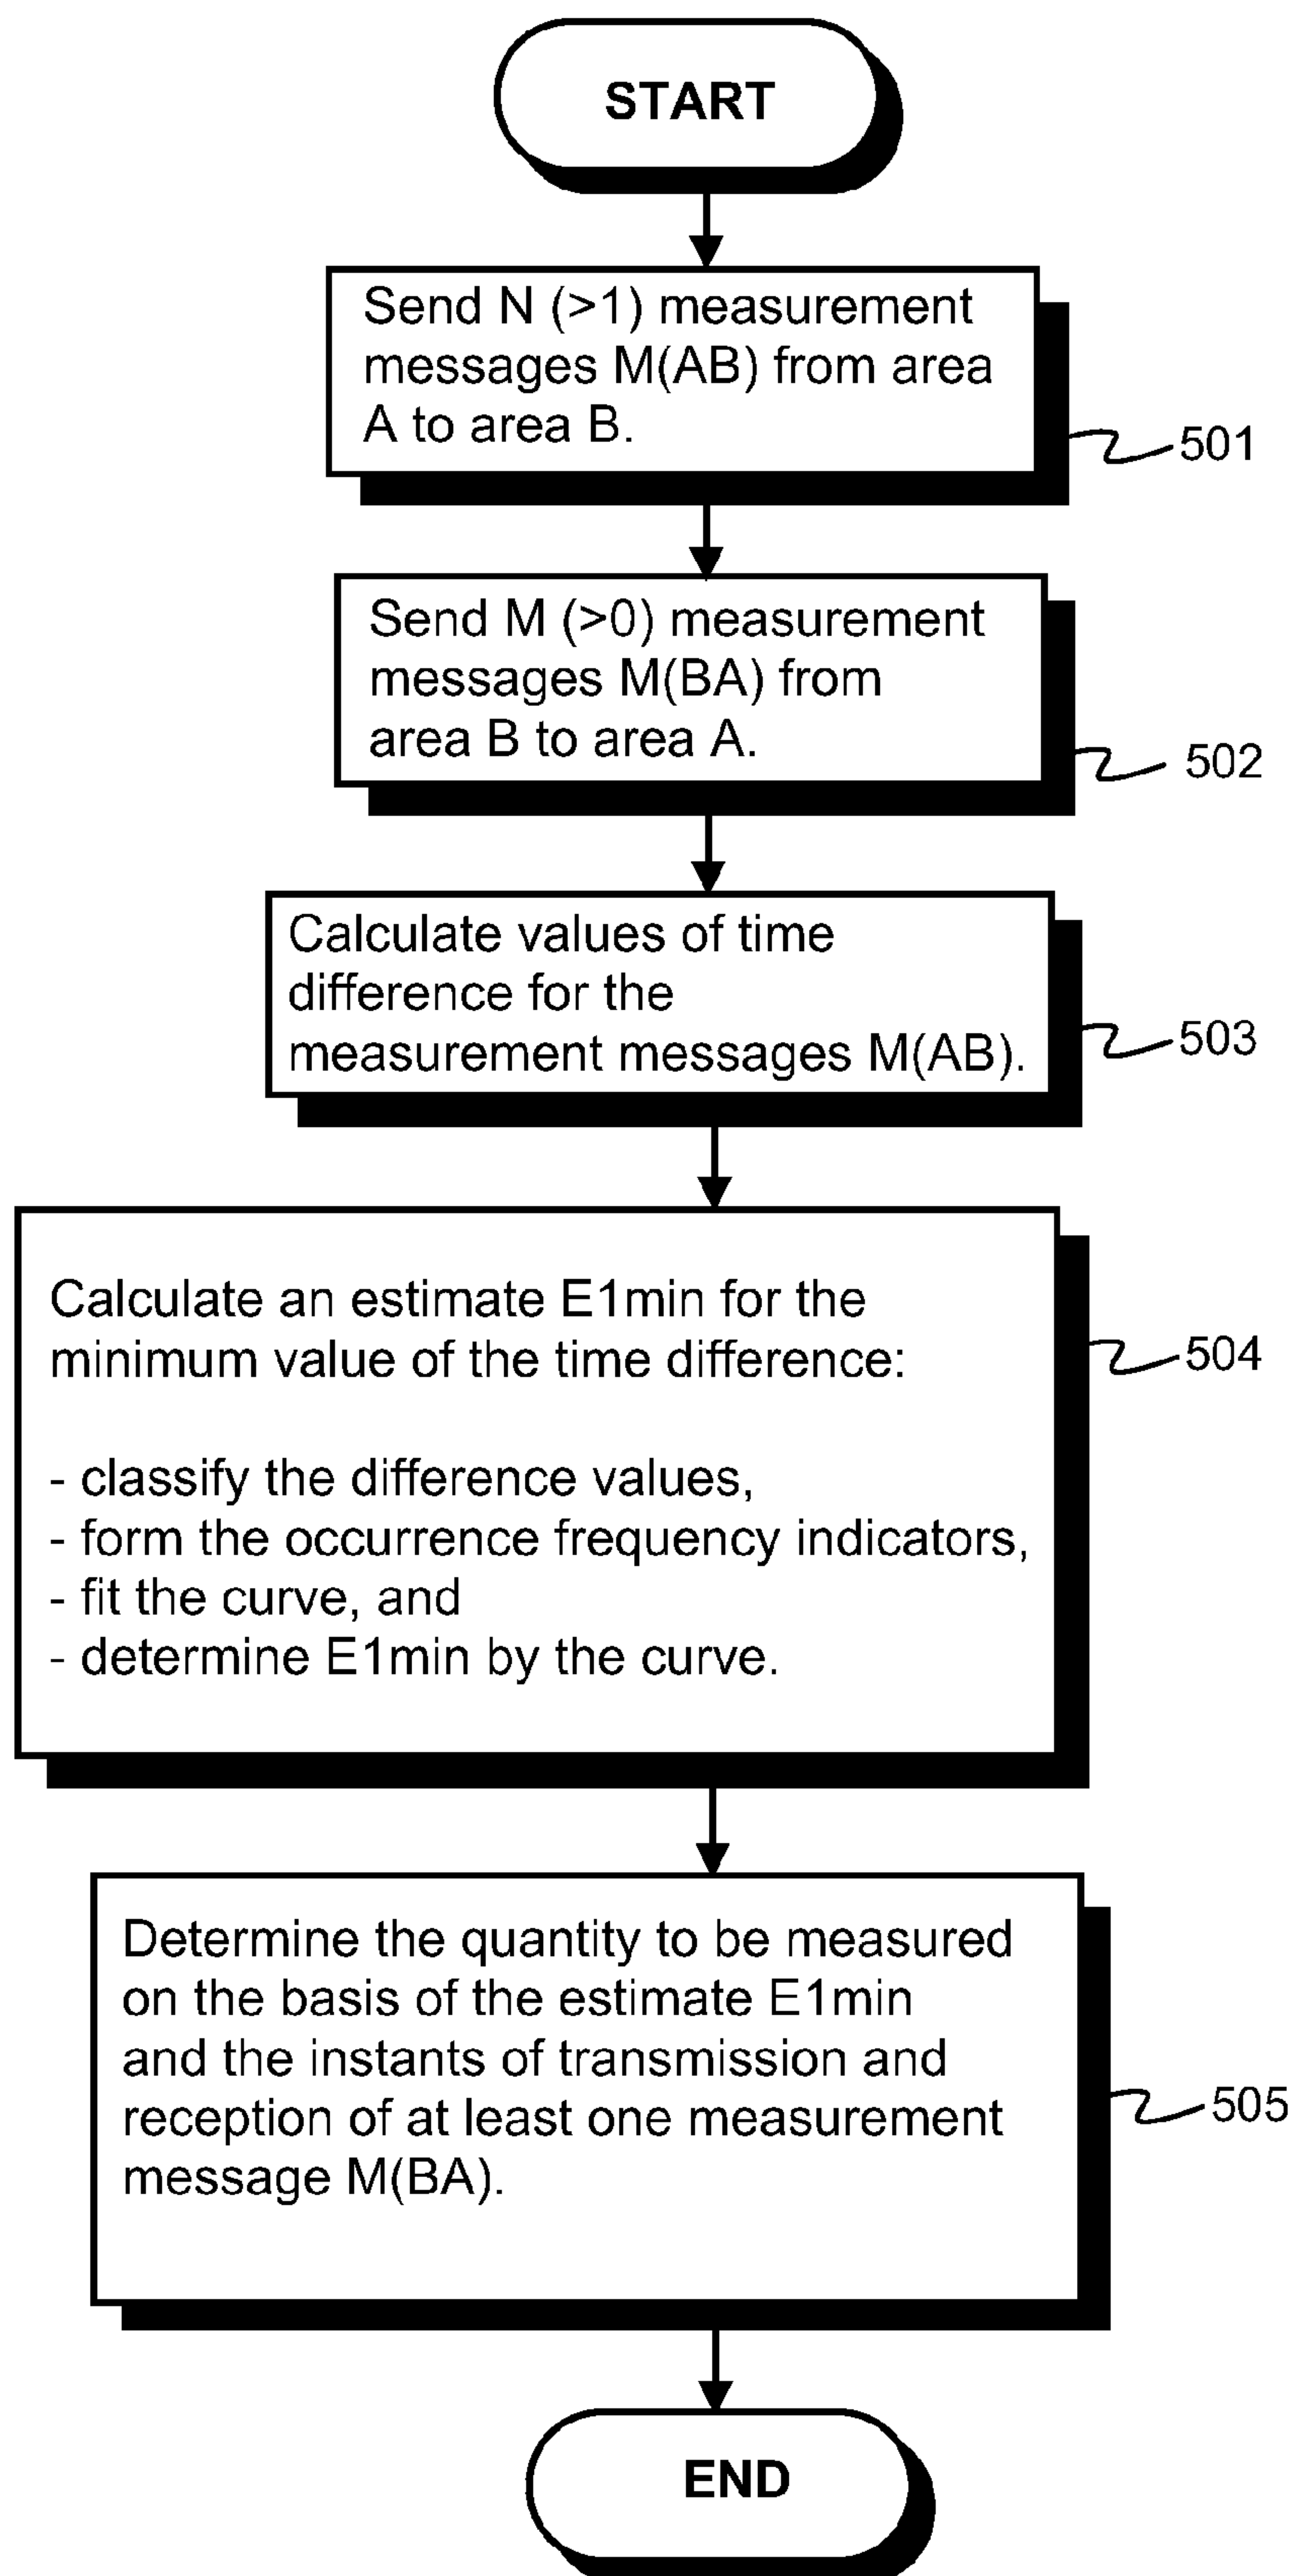 START
Send N (>1) measurement
messages M(AB) from area
A to area B.
501
Send M (>0) measurement
messages M(BA) from
area B to area A.
502
Calculate values of time
difference for the
measurement messages M(AB).
503
Calculate an estimate E1min for the
minimum value of the time difference:
- classify the difference values,
- form the occurrence frequency indicators,
- fit the curve, and
- determine E1min by the curve.
504
Determine the quantity to be measured
on the basis of the estimate E1min
and the instants of transmission and
reception of at least one measurement
message M(BA).
505
END